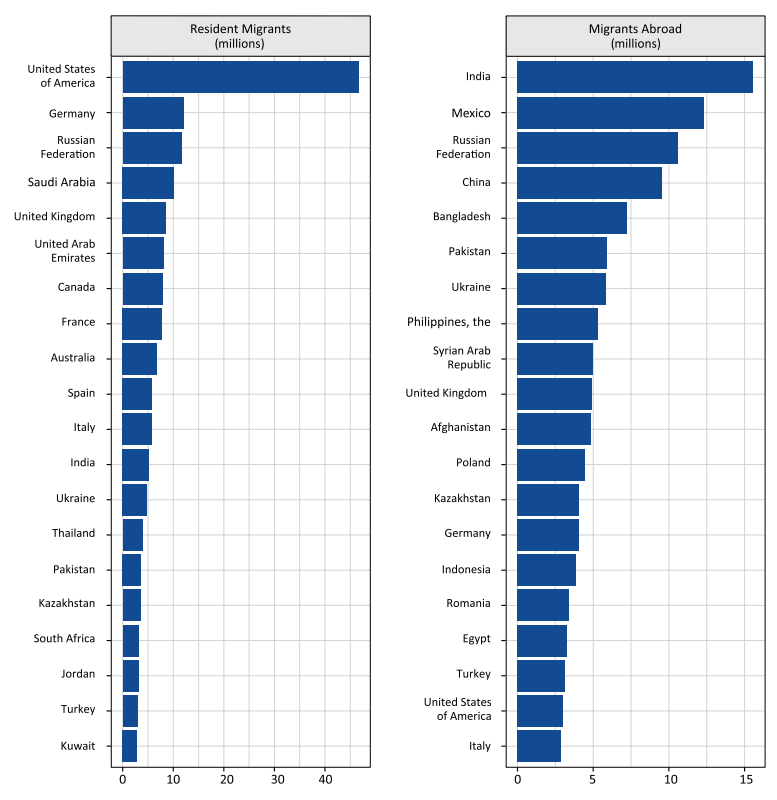 Resident Migrants
(millions)
United States
of America
Germany
Russian
Federation
Saudi Arabia
United Kingdom
United Arab
Emirates
Canada
France
Australia
Spain
Italy
India
Ukraine
Thailand
Pakistan
Kazakhstan
South Africa
Jordan
Turkey
Kuwait
0 10 20 30 40
Migrants Abroad
(millions)
India
Mexico
Russian
Federation
China
Bangladesh
Pakistan
Ukraine
Philippines, the
Syrian Arab
Republic
United Kingdom
Afghanistan
Poland
Kazakhstan
Germany
Indonesia
Romania
Egypt
Turkey
United States
of America
Italy
0 5 10 15